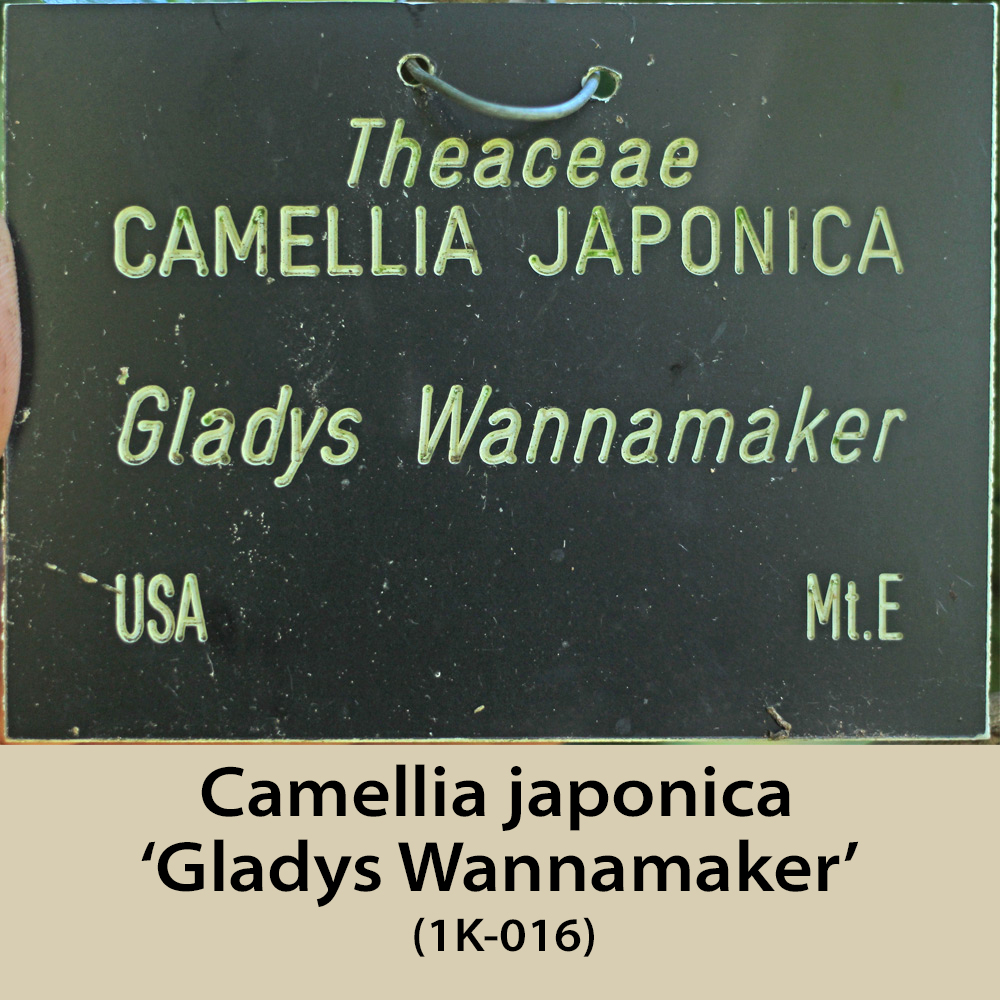 Theaceae
CAMELLIA JAPONICA
Gladys Wannamaker
USA Mt.E
Camellia japonica
‘Gladys Wannamaker’
(1K-016)